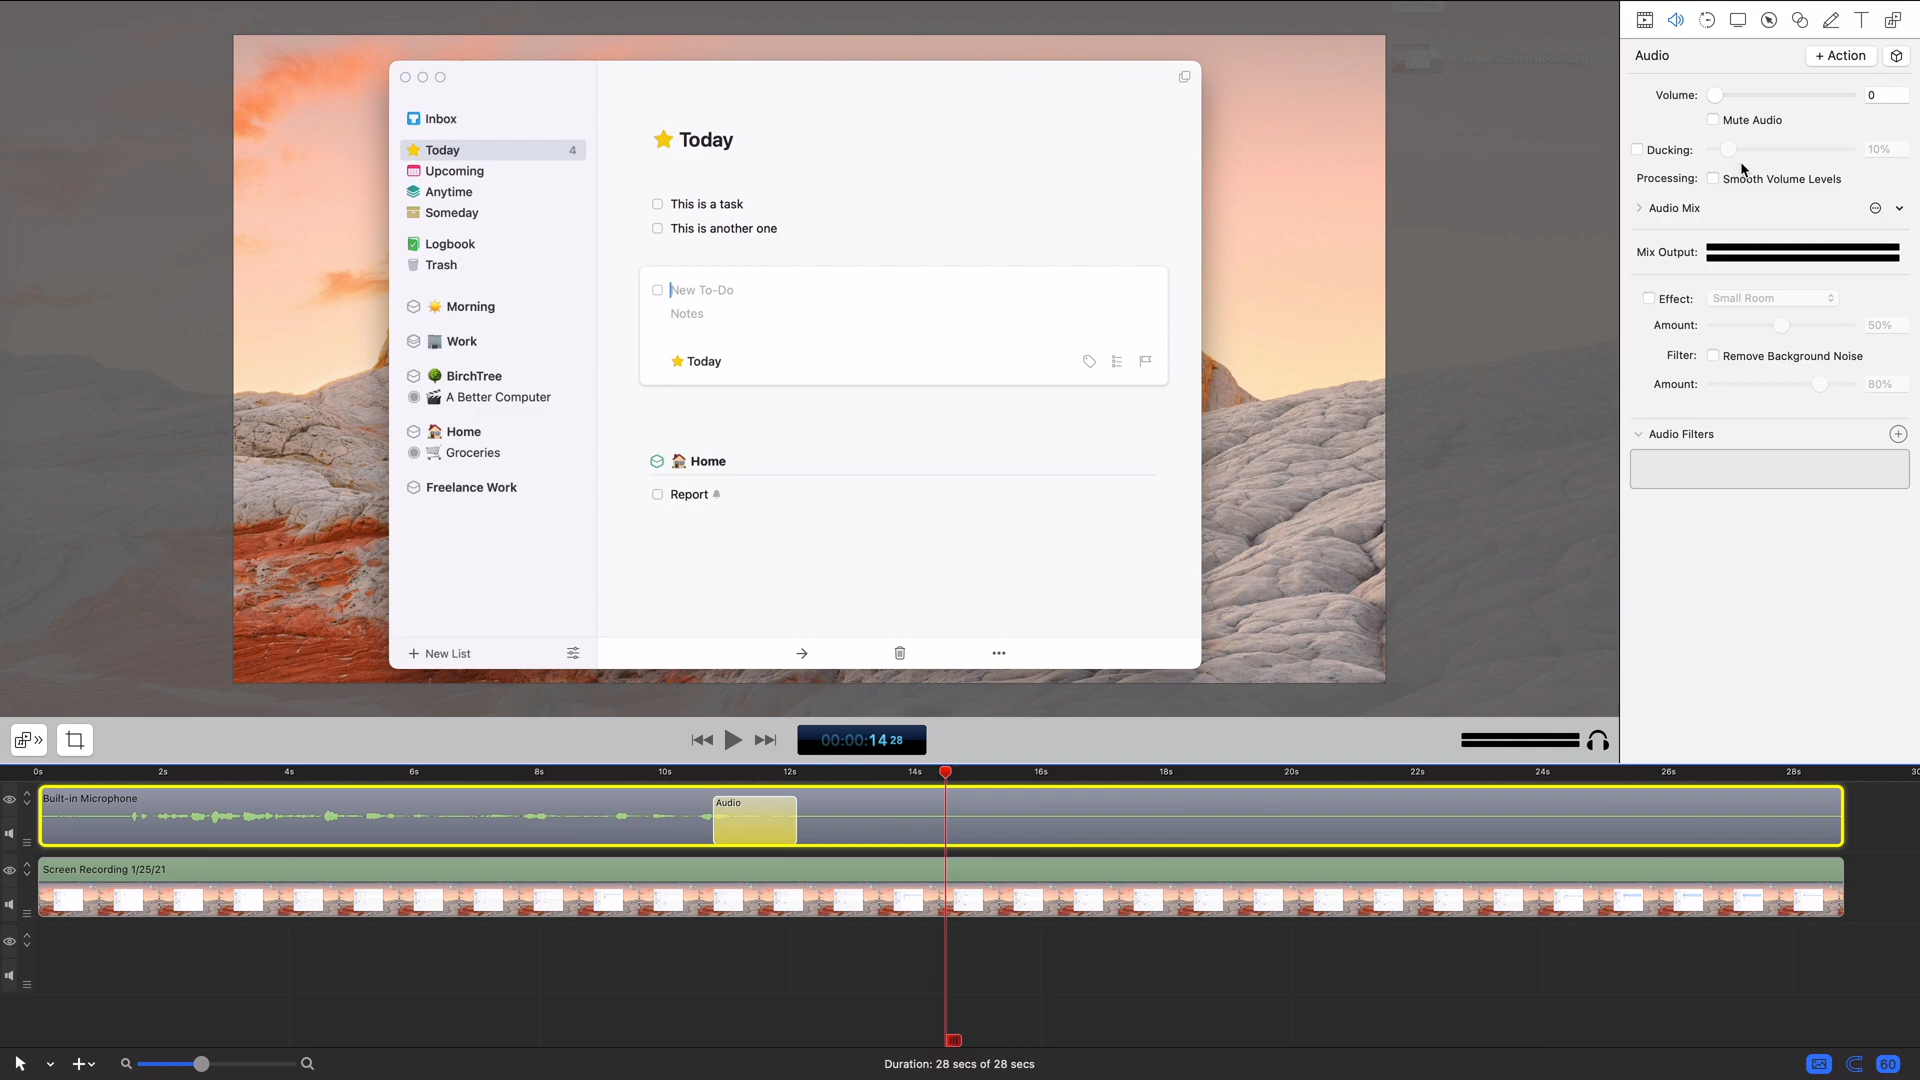 Sample Screen Recording
Audio
+ Action
Volume:
0
Mute Audio
Ducking:
10%
Processing:
Smooth Volume Levels
Audio Mix
Mix Output:
Effect:
Small Room
Amount:
50%
Filter:
Remove Background Noise
Amount:
80%
Audio Filters
Inbox
Today
4
Upcoming
Anytime
Someday
Logbook
Trash
Morning
Work
BirchTree
A Better Computer
Home
Groceries
Freelance Work
+ New List
Today
This is a task
This is another one
New To-Do
Notes
Today
Home
Report
00:00:14 28
0s 2s 4s 6s 8s 10s 12s 14s 16s 18s 20s 22s 24s 26s 28s 30
Built-in Microphone
Audio
Screen Recording 1/25/21
Duration: 28 secs of 28 secs
60